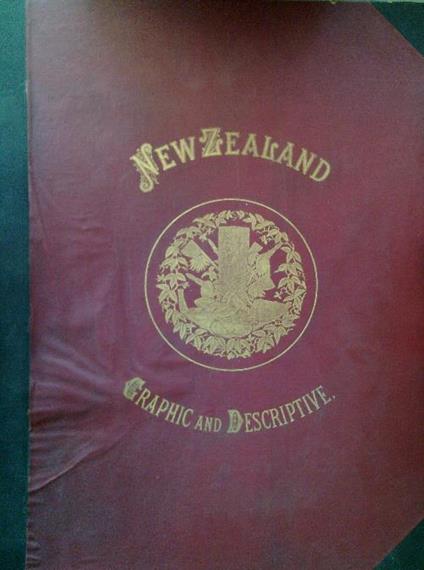 NEW ZEALAND
GRAPHIC AND DESCRIPTIVE.